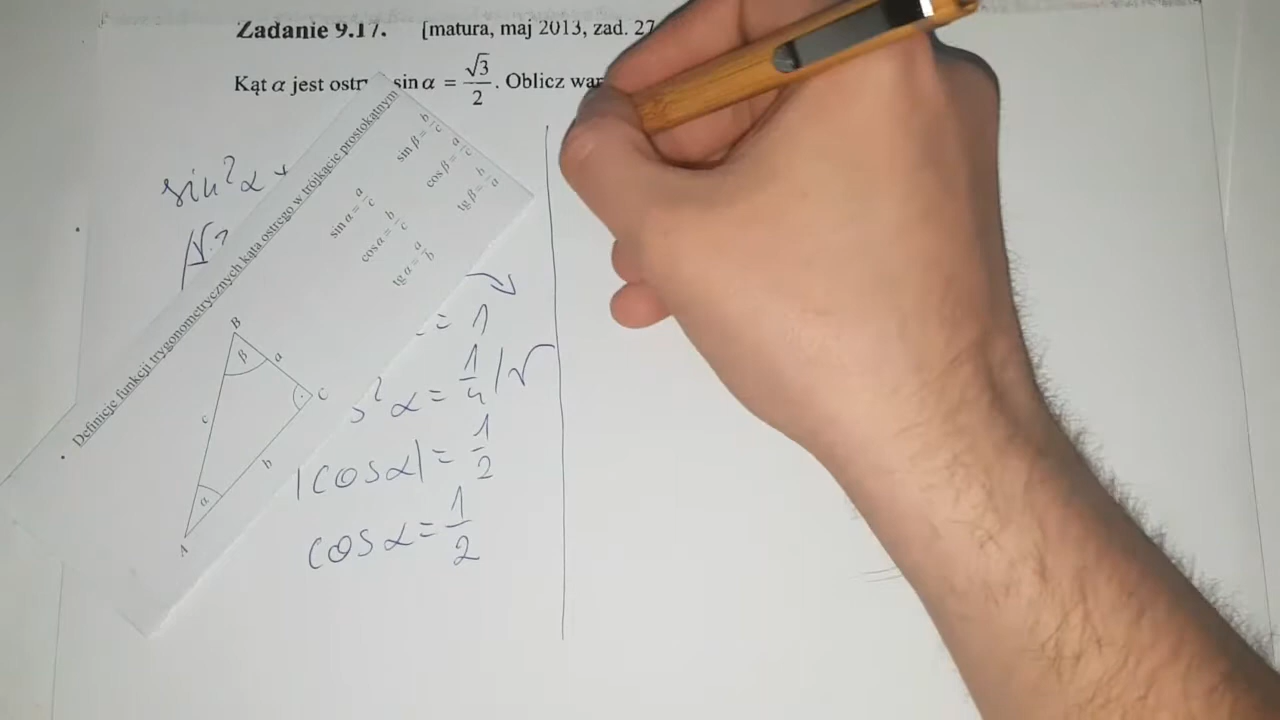 Zadanie 9.17. [matura, maj 2013, zad. 27
Kąt α jest ostr sin α = √3/2 . Oblicz war
sin²α +
Definicje funkcji trygonometrycznych kąta ostrego w trójkącie prostokątnym
sin α = a/c
cos α = b/c
tg α = a/b
sin β = b/c
cos β = a/c
tg β = b/a
B
β
a
c
C
b
α
A
= 1
s²α = 1/4 /√
|cos α| = 1/2
cos α = 1/2